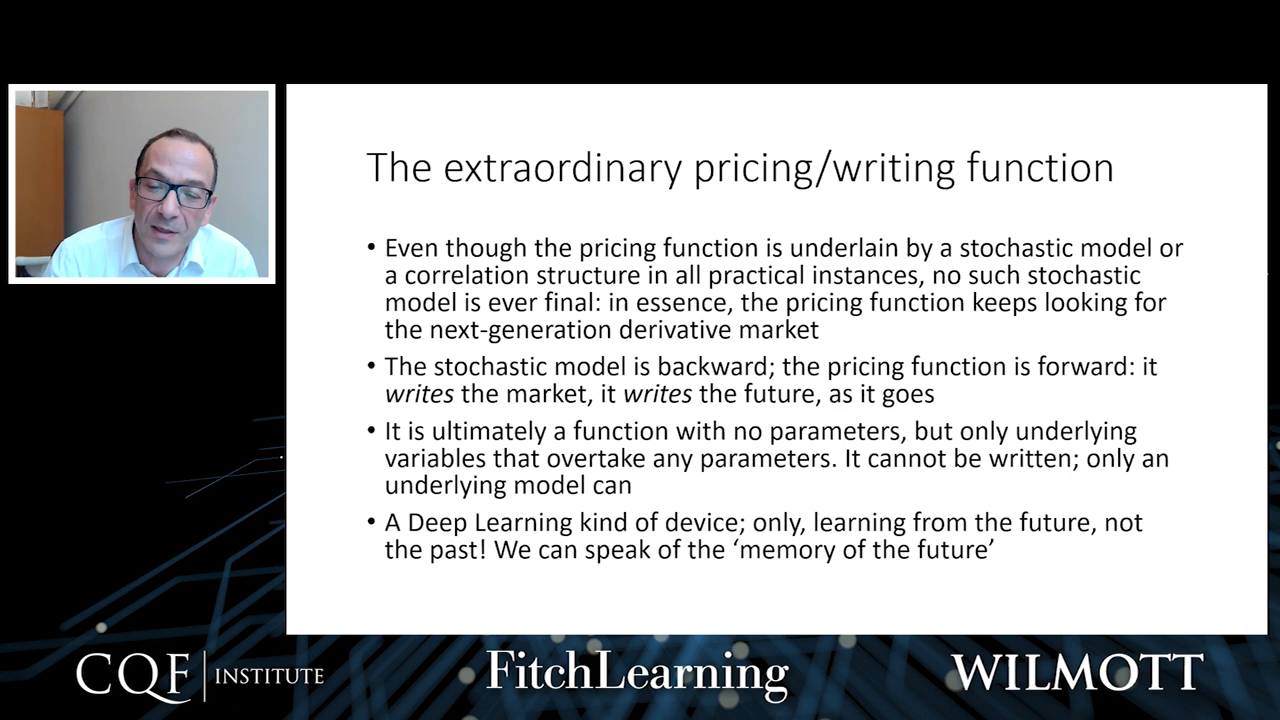 The extraordinary pricing/writing function
• Even though the pricing function is underlain by a stochastic model or
a correlation structure in all practical instances, no such stochastic
model is ever final: in essence, the pricing function keeps looking for
the next-generation derivative market
• The stochastic model is backward; the pricing function is forward: it
writes the market, it writes the future, as it goes
• It is ultimately a function with no parameters, but only underlying
variables that overtake any parameters. It cannot be written; only an
underlying model can
• A Deep Learning kind of device; only, learning from the future, not
the past! We can speak of the ‘memory of the future’
CQF INSTITUTE
FitchLearning
WILMOTT